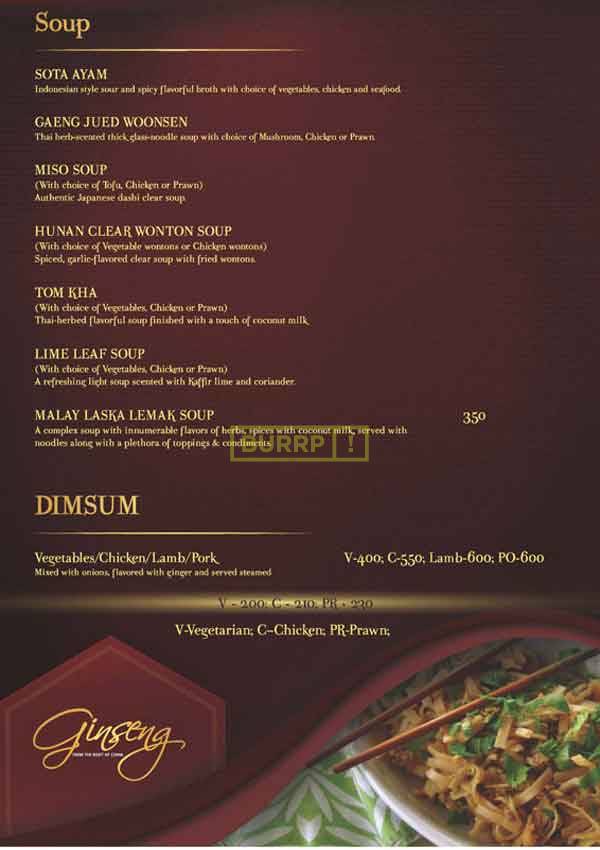 Soup
SOTA AYAM
Indonesian style sour and spicy flavorful broth with choice of vegetables, chicken and seafood.
GAENG JUED WOONSEN
Thai herb-scented thick glass-noodle soup with choice of Mushroom, Chicken or Prawn.
MISO SOUP
(With choice of Tofu, Chicken or Prawn)
Authentic Japanese dashi clear soup.
HUNAN CLEAR WONTON SOUP
(With choice of Vegetable wontons or Chicken wontons)
Spiced, garlic-flavored clear soup with fried wontons.
TOM KHA
(With choice of Vegetables, Chicken or Prawn)
Thai-herbed flavorful soup finished with a touch of coconut milk.
LIME LEAF SOUP
(With choice of Vegetables, Chicken or Prawn)
A refreshing light soup scented with Kaffir lime and coriander.
MALAY LASKA LEMAK SOUP 350
A complex soup with innumerable flavors of herbs, spices with coconut milk, served with
noodles along with a plethora of toppings & condiments.
BURRP!
DIMSUM
Vegetables/Chicken/Lamb/Pork V-400; C-550; Lamb-600; PO-600
Mixed with onions, flavored with ginger and served steamed
V - 200; C - 210; PR - 230
V-Vegetarian; C-Chicken; PR-Prawn;
Ginseng
FROM THE ROOT OF CHINA